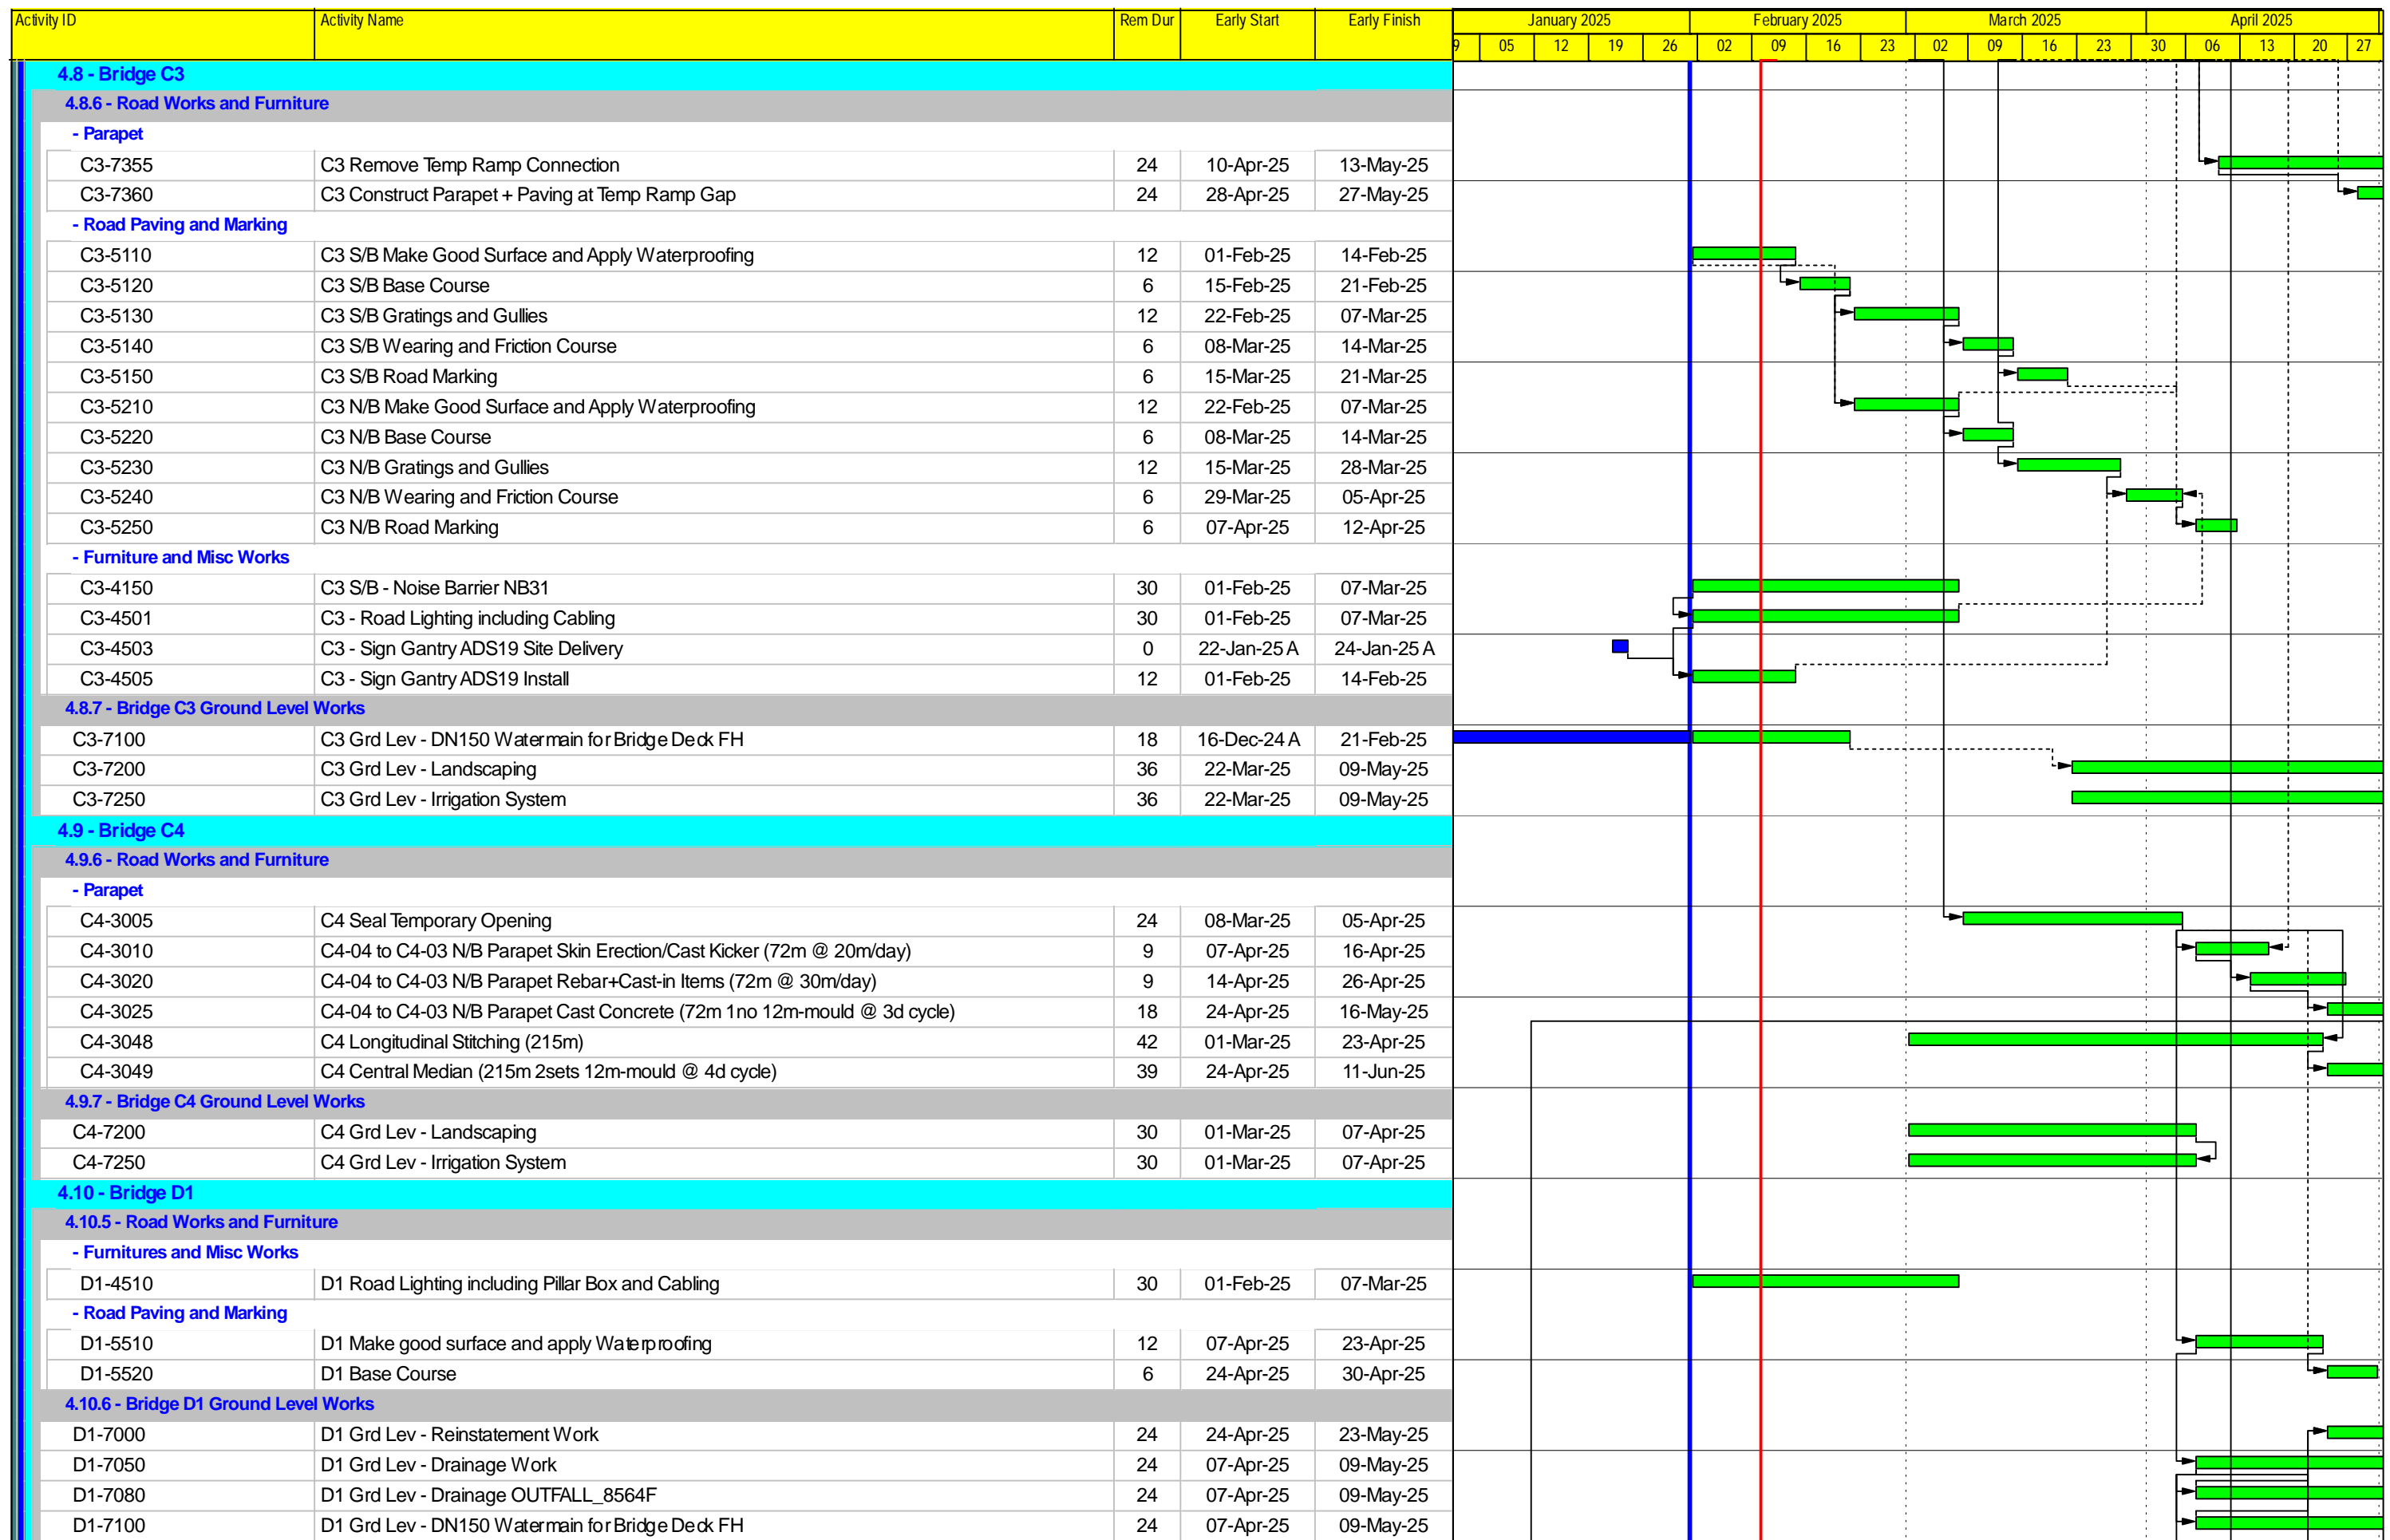 Activity ID Activity Name Rem Dur Early Start Early Finish January 2025 February 2025 March 2025 April 2025
9 05 12 19 26 02 09 16 23 02 09 16 23 30 06 13 20 27
4.8 - Bridge C3
4.8.6 - Road Works and Furniture
- Parapet
C3-7355 C3 Remove Temp Ramp Connection 24 10-Apr-25 13-May-25
C3-7360 C3 Construct Parapet + Paving at Temp Ramp Gap 24 28-Apr-25 27-May-25
- Road Paving and Marking
C3-5110 C3 S/B Make Good Surface and Apply Waterproofing 12 01-Feb-25 14-Feb-25
C3-5120 C3 S/B Base Course 6 15-Feb-25 21-Feb-25
C3-5130 C3 S/B Gratings and Gullies 12 22-Feb-25 07-Mar-25
C3-5140 C3 S/B Wearing and Friction Course 6 08-Mar-25 14-Mar-25
C3-5150 C3 S/B Road Marking 6 15-Mar-25 21-Mar-25
C3-5210 C3 N/B Make Good Surface and Apply Waterproofing 12 22-Feb-25 07-Mar-25
C3-5220 C3 N/B Base Course 6 08-Mar-25 14-Mar-25
C3-5230 C3 N/B Gratings and Gullies 12 15-Mar-25 28-Mar-25
C3-5240 C3 N/B Wearing and Friction Course 6 29-Mar-25 05-Apr-25
C3-5250 C3 N/B Road Marking 6 07-Apr-25 12-Apr-25
- Furniture and Misc Works
C3-4150 C3 S/B - Noise Barrier NB31 30 01-Feb-25 07-Mar-25
C3-4501 C3 - Road Lighting including Cabling 30 01-Feb-25 07-Mar-25
C3-4503 C3 - Sign Gantry ADS19 Site Delivery 0 22-Jan-25 A 24-Jan-25 A
C3-4505 C3 - Sign Gantry ADS19 Install 12 01-Feb-25 14-Feb-25
4.8.7 - Bridge C3 Ground Level Works
C3-7100 C3 Grd Lev - DN150 Watermain for Bridge Deck FH 18 16-Dec-24 A 21-Feb-25
C3-7200 C3 Grd Lev - Landscaping 36 22-Mar-25 09-May-25
C3-7250 C3 Grd Lev - Irrigation System 36 22-Mar-25 09-May-25
4.9 - Bridge C4
4.9.6 - Road Works and Furniture
- Parapet
C4-3005 C4 Seal Temporary Opening 24 08-Mar-25 05-Apr-25
C4-3010 C4-04 to C4-03 N/B Parapet Skin Erection/Cast Kicker (72m @ 20m/day) 9 07-Apr-25 16-Apr-25
C4-3020 C4-04 to C4-03 N/B Parapet Rebar+Cast-in Items (72m @ 30m/day) 9 14-Apr-25 26-Apr-25
C4-3025 C4-04 to C4-03 N/B Parapet Cast Concrete (72m 1no 12m-mould @ 3d cycle) 18 24-Apr-25 16-May-25
C4-3048 C4 Longitudinal Stitching (215m) 42 01-Mar-25 23-Apr-25
C4-3049 C4 Central Median (215m 2sets 12m-mould @ 4d cycle) 39 24-Apr-25 11-Jun-25
4.9.7 - Bridge C4 Ground Level Works
C4-7200 C4 Grd Lev - Landscaping 30 01-Mar-25 07-Apr-25
C4-7250 C4 Grd Lev - Irrigation System 30 01-Mar-25 07-Apr-25
4.10 - Bridge D1
4.10.5 - Road Works and Furniture
- Furnitures and Misc Works
D1-4510 D1 Road Lighting including Pillar Box and Cabling 30 01-Feb-25 07-Mar-25
- Road Paving and Marking
D1-5510 D1 Make good surface and apply Waterproofing 12 07-Apr-25 23-Apr-25
D1-5520 D1 Base Course 6 24-Apr-25 30-Apr-25
4.10.6 - Bridge D1 Ground Level Works
D1-7000 D1 Grd Lev - Reinstatement Work 24 24-Apr-25 23-May-25
D1-7050 D1 Grd Lev - Drainage Work 24 07-Apr-25 09-May-25
D1-7080 D1 Grd Lev - Drainage OUTFALL_8564F 24 07-Apr-25 09-May-25
D1-7100 D1 Grd Lev - DN150 Watermain for Bridge Deck FH 24 07-Apr-25 09-May-25